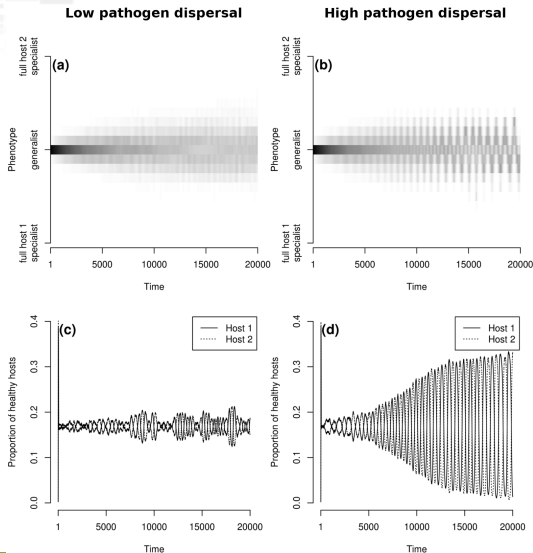 Low pathogen dispersal
High pathogen dispersal
(a)
full host 2
specialist
generalist
full host 1
specialist
Phenotype
1 5000 10000 15000 20000
Time
(b)
full host 2
specialist
generalist
full host 1
specialist
Phenotype
1 5000 10000 15000 20000
Time
(c)
Host 1
Host 2
0.4
0.3
0.2
0.1
0.0
Proportion of healthy hosts
1 5000 10000 15000 20000
Time
(d)
Host 1
Host 2
0.4
0.3
0.2
0.1
0.0
Proportion of healthy hosts
1 5000 10000 15000 20000
Time